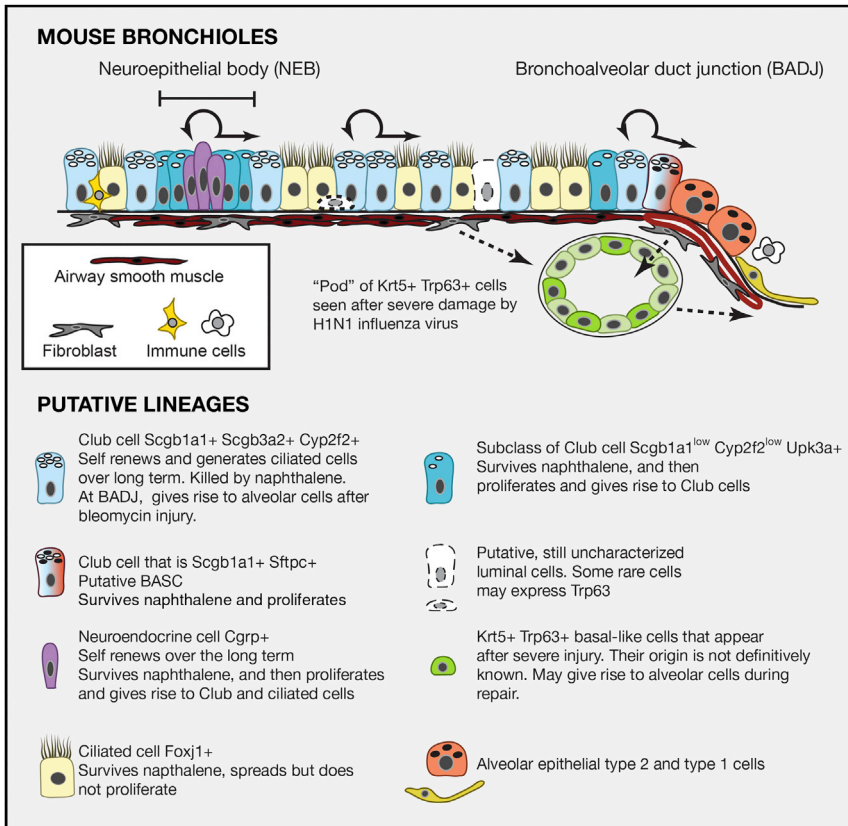 MOUSE BRONCHIOLES
Neuroepithelial body (NEB)
Bronchoalveolar duct junction (BADJ)
Airway smooth muscle
Fibroblast
Immune cells
“Pod” of Krt5+ Trp63+ cells
seen after severe damage by
H1N1 influenza virus
PUTATIVE LINEAGES
Club cell Scgb1a1+ Scgb3a2+ Cyp2f2+
Self renews and generates ciliated cells
over long term. Killed by naphthalene.
At BADJ, gives rise to alveolar cells after
bleomycin injury.
Subclass of Club cell Scgb1a1low Cyp2f2low Upk3a+
Survives naphthalene, and then
proliferates and gives rise to Club cells
Club cell that is Scgb1a1+ Sftpc+
Putative BASC
Survives naphthalene and proliferates
Putative, still uncharacterized
luminal cells. Some rare cells
may express Trp63
Neuroendocrine cell Cgrp+
Self renews over the long term
Survives naphthalene, and then proliferates
and gives rise to Club and ciliated cells
Krt5+ Trp63+ basal-like cells that appear
after severe injury. Their origin is not definitively
known. May give rise to alveolar cells during
repair.
Ciliated cell Foxj1+
Survives napthalene, spreads but does
not proliferate
Alveolar epithelial type 2 and type 1 cells